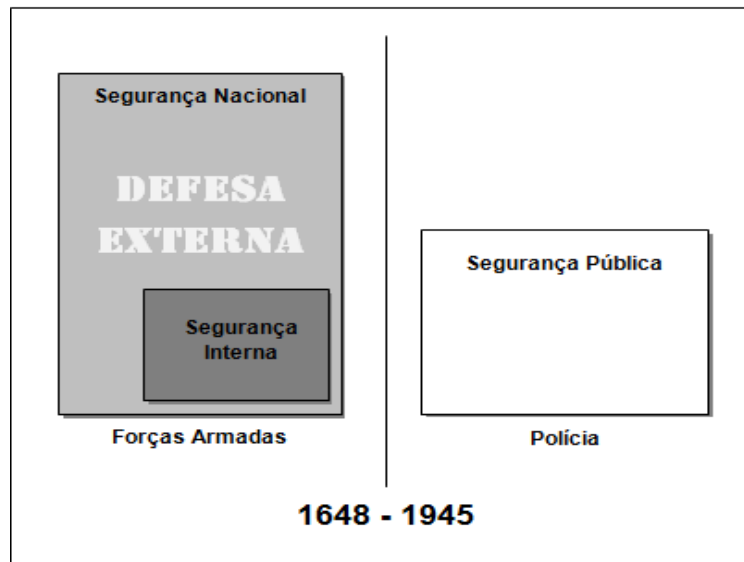 Segurança Nacional
DEFESA
EXTERNA
Segurança
Interna
Forças Armadas
Segurança Pública
Polícia
1648 - 1945